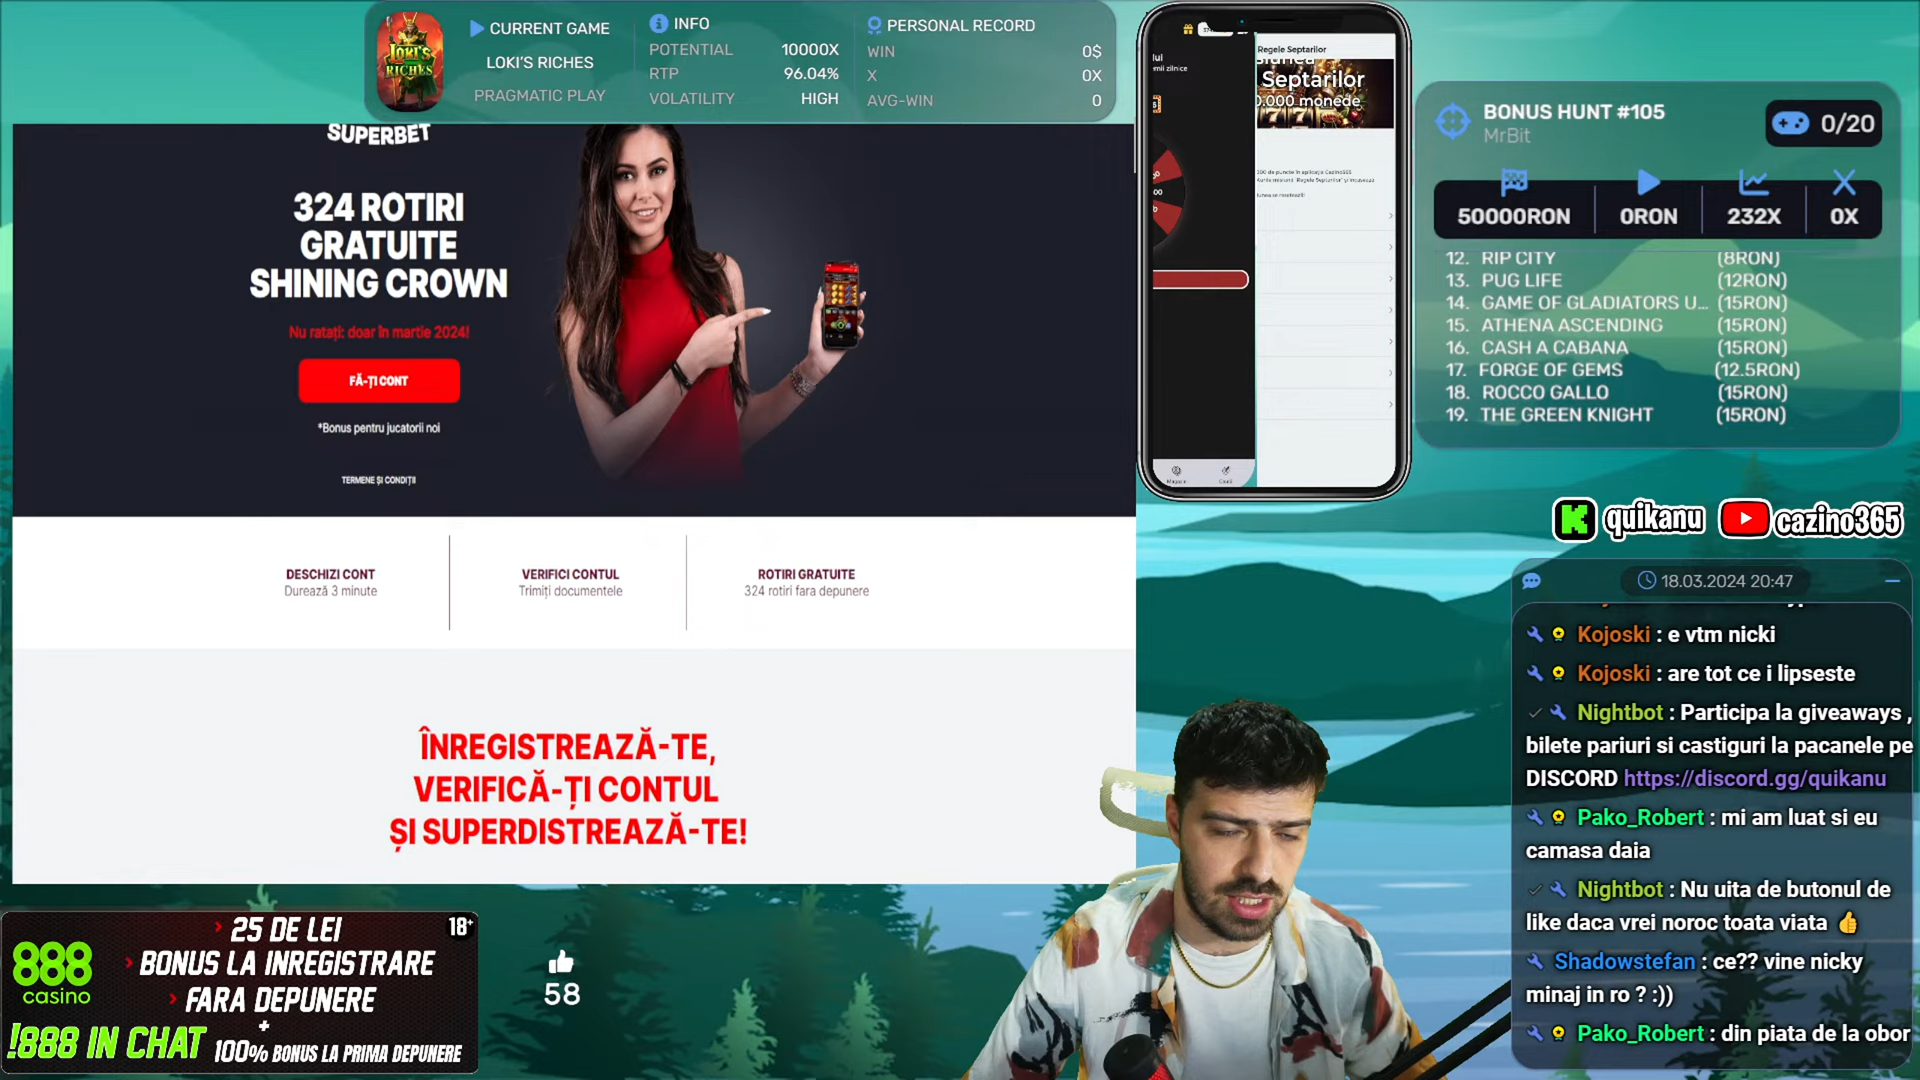 LOKI'S
RICHES
CURRENT GAME
LOKI'S RICHES
PRAGMATIC PLAY
INFO
POTENTIAL 10000X
RTP 96.04%
VOLATILITY HIGH
PERSONAL RECORD
WIN 0$
X 0X
AVG-WIN 0
SUPERBET
324 ROTIRI
GRATUITE
SHINING CROWN
Nu ratați: doar în martie 2024!
FĂ-ȚI CONT
*Bonus pentru jucatorii noi
TERMENE ȘI CONDIȚII
DESCHIZI CONT
Durează 3 minute
VERIFICI CONTUL
Trimiți documentele
ROTIRI GRATUITE
324 rotiri fara depunere
ÎNREGISTREAZĂ-TE,
VERIFICĂ-ȚI CONTUL
ȘI SUPERDISTREAZĂ-TE!
Regele Septarilor
Septarilor
0.000 monede
BONUS HUNT #105
MrBit
0/20
50000RON 0RON 232X 0X
12. RIP CITY (8RON)
13. PUG LIFE (12RON)
14. GAME OF GLADIATORS U... (15RON)
15. ATHENA ASCENDING (15RON)
16. CASH A CABANA (15RON)
17. FORGE OF GEMS (12.5RON)
18. ROCCO GALLO (15RON)
19. THE GREEN KNIGHT (15RON)
K quikanu cazino365
18.03.2024 20:47
Kojoski : e vtm nicki
Kojoski : are tot ce i lipseste
Nightbot : Participa la giveaways ,
bilete pariuri si castiguri la pacanele pe
DISCORD https://discord.gg/quikanu
Pako_Robert : mi am luat si eu
camasa daia
Nightbot : Nu uita de butonul de
like daca vrei noroc toata viata 👍
Shadowstefan : ce?? vine nicky
minaj in ro ? :))
Pako_Robert : din piata de la obor
888
casino
25 DE LEI
18+
BONUS LA INREGISTRARE
FARA DEPUNERE
+
!888 IN CHAT 100% BONUS LA PRIMA DEPUNERE
58